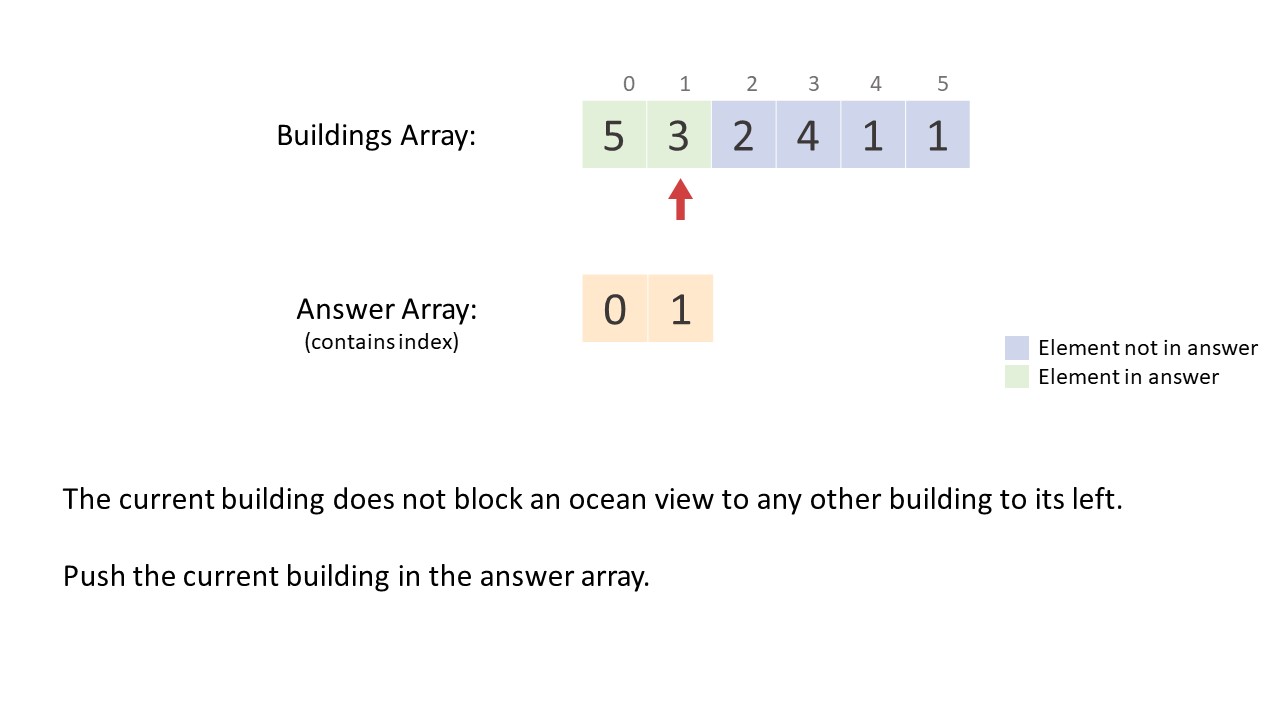 0 1 2 3 4 5
Buildings Array: 5 3 2 4 1 1
Answer Array: 0 1
(contains index)
Element not in answer
Element in answer
The current building does not block an ocean view to any other building to its left.
Push the current building in the answer array.